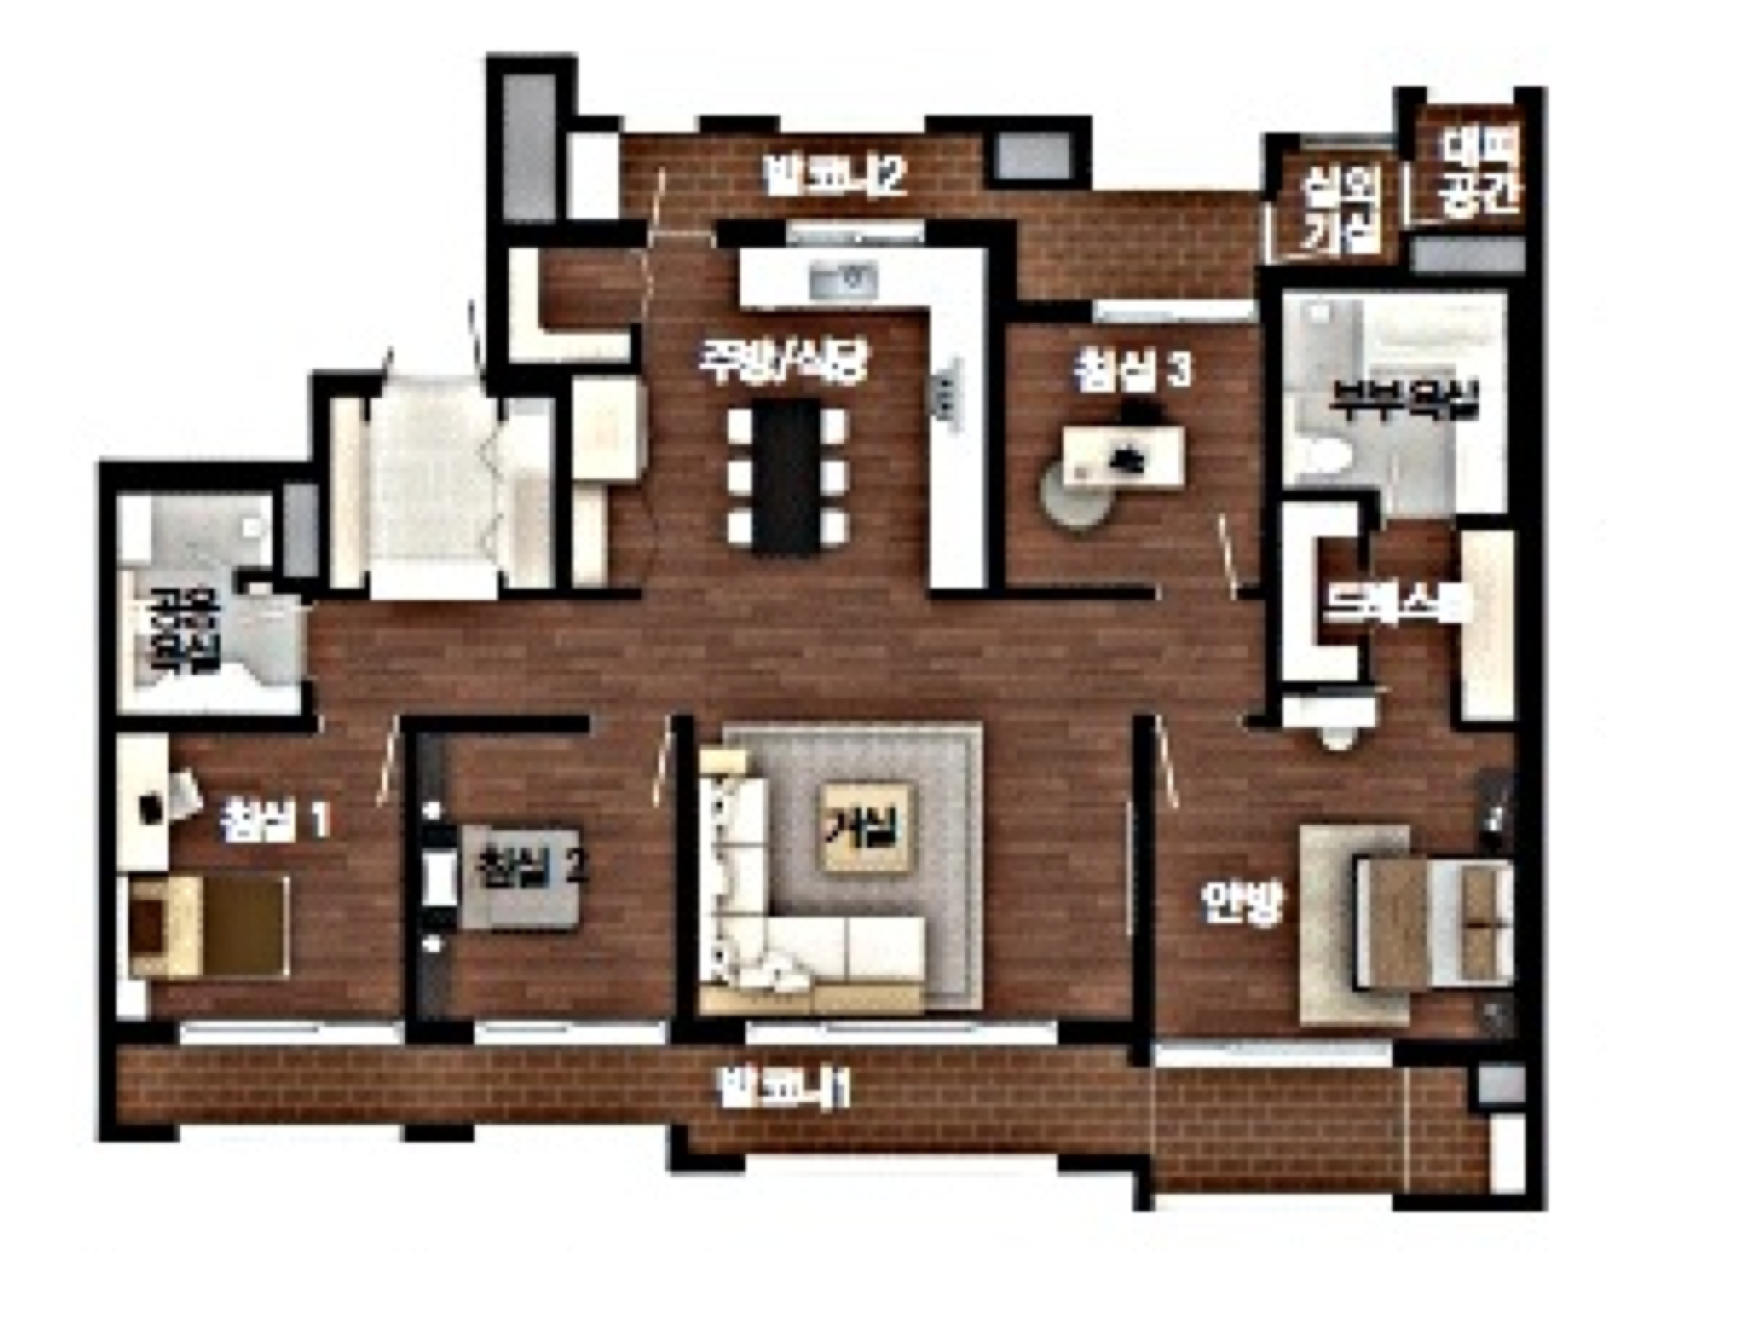 발코니2
대피
공간
실외
기실
주방/식당
침실 3
부부욕실
드레스룸
공용
욕실
침실 1
침실 2
거실
안방
발코니1